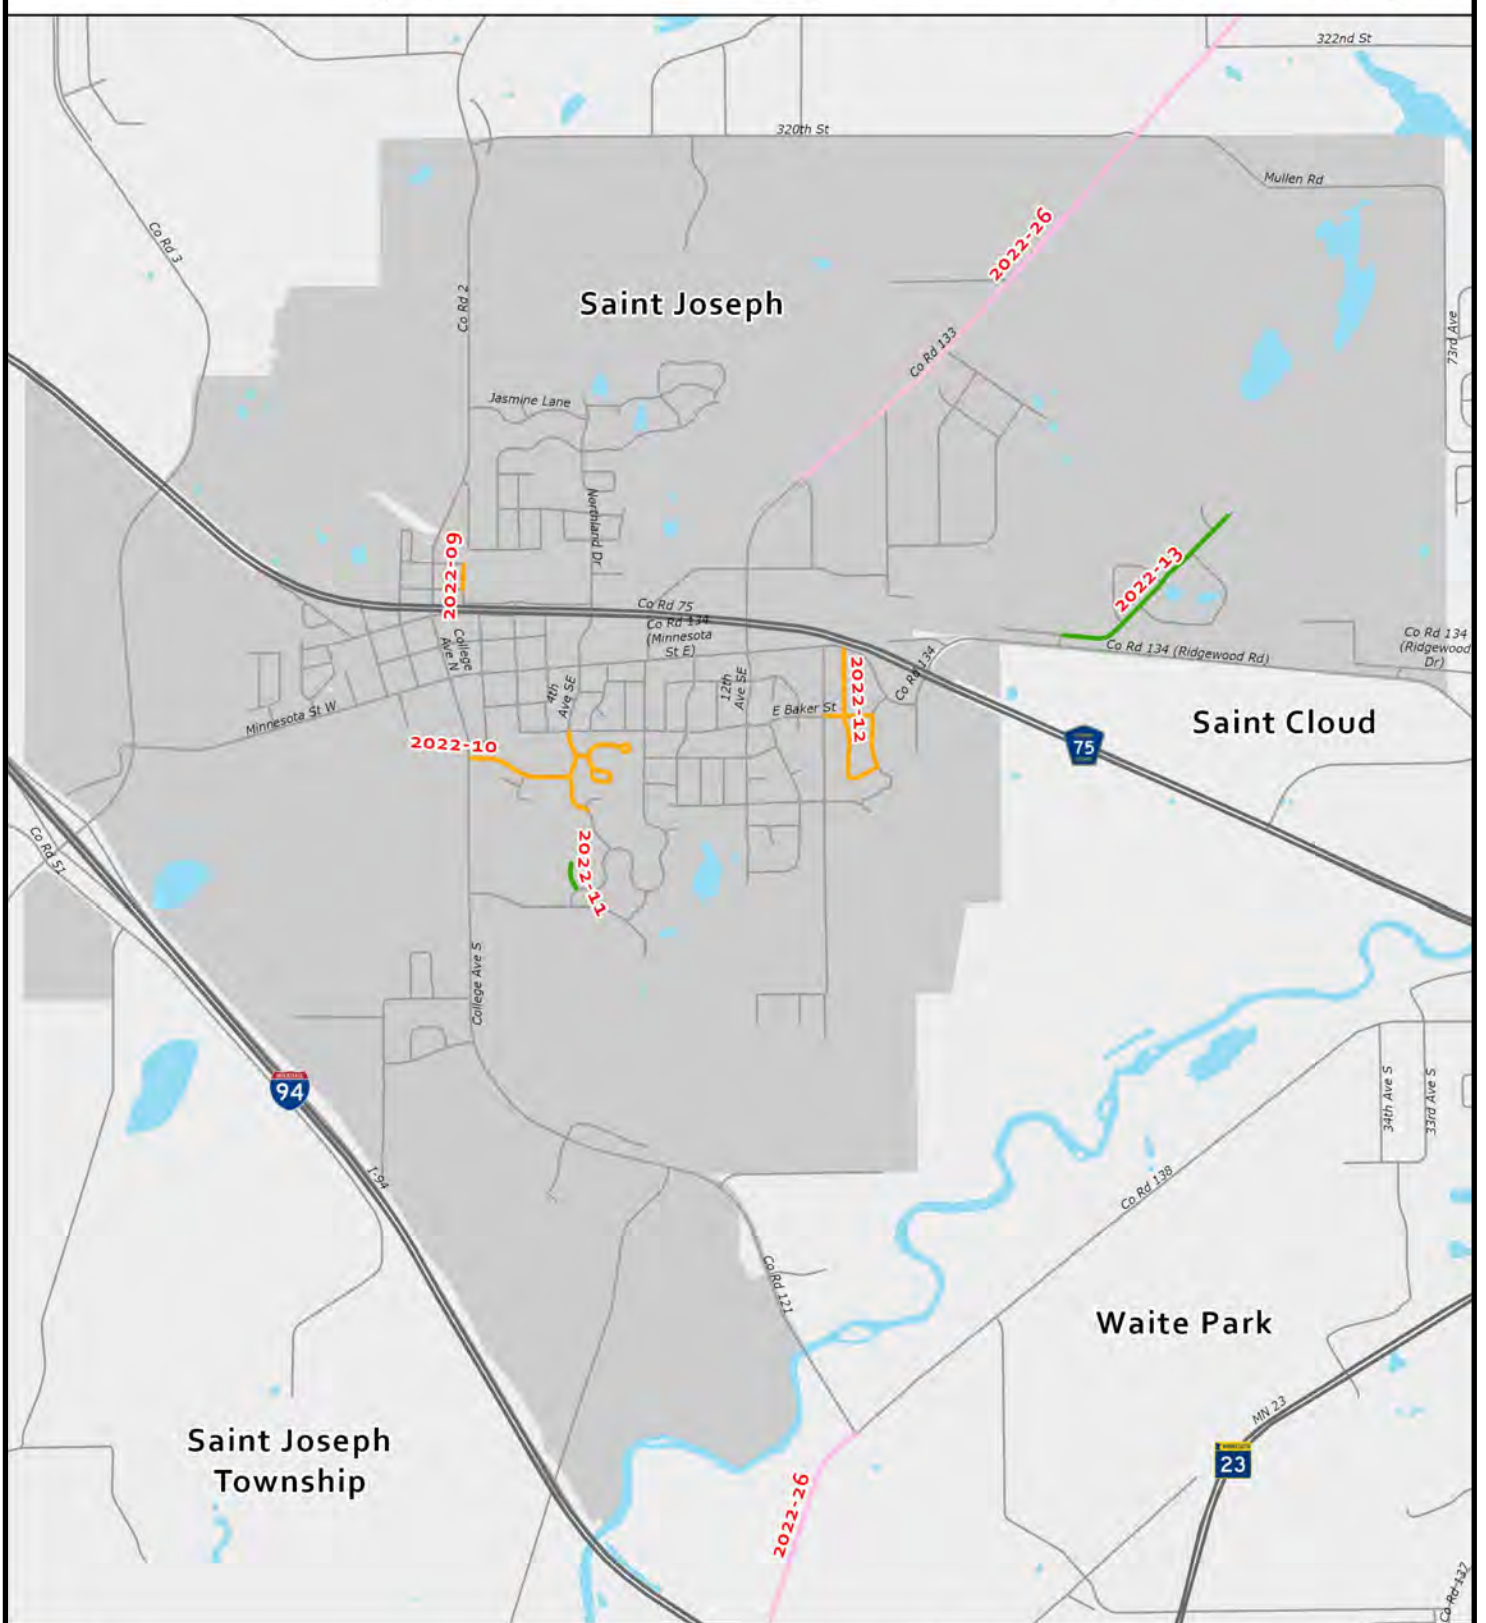 322nd St
320th St
Mullen Rd
Co Rd 3
2022-26
Co Rd 2
Saint Joseph
Co Rd 133
73rd Ave
Jasmine Lane
Northland Dr
2022-09
2022-13
Co Rd 75
Co Rd 134
(Minnesota
St E)
College
Ave N
Co Rd 134 (Ridgewood Rd)
Co Rd 134
(Ridgewood
Dr)
4th
Ave SE
12th
Ave SE
2022-12
Co Rd 134
E Baker St
Minnesota St W
Saint Cloud
2022-10
75
Co Rd 51
2022-11
College Ave S
94
34th Ave S
33rd Ave S
I-94
Co Rd 138
Co Rd 121
Waite Park
MN 23
Saint Joseph
Township
23
2022-26
Co Rd 137